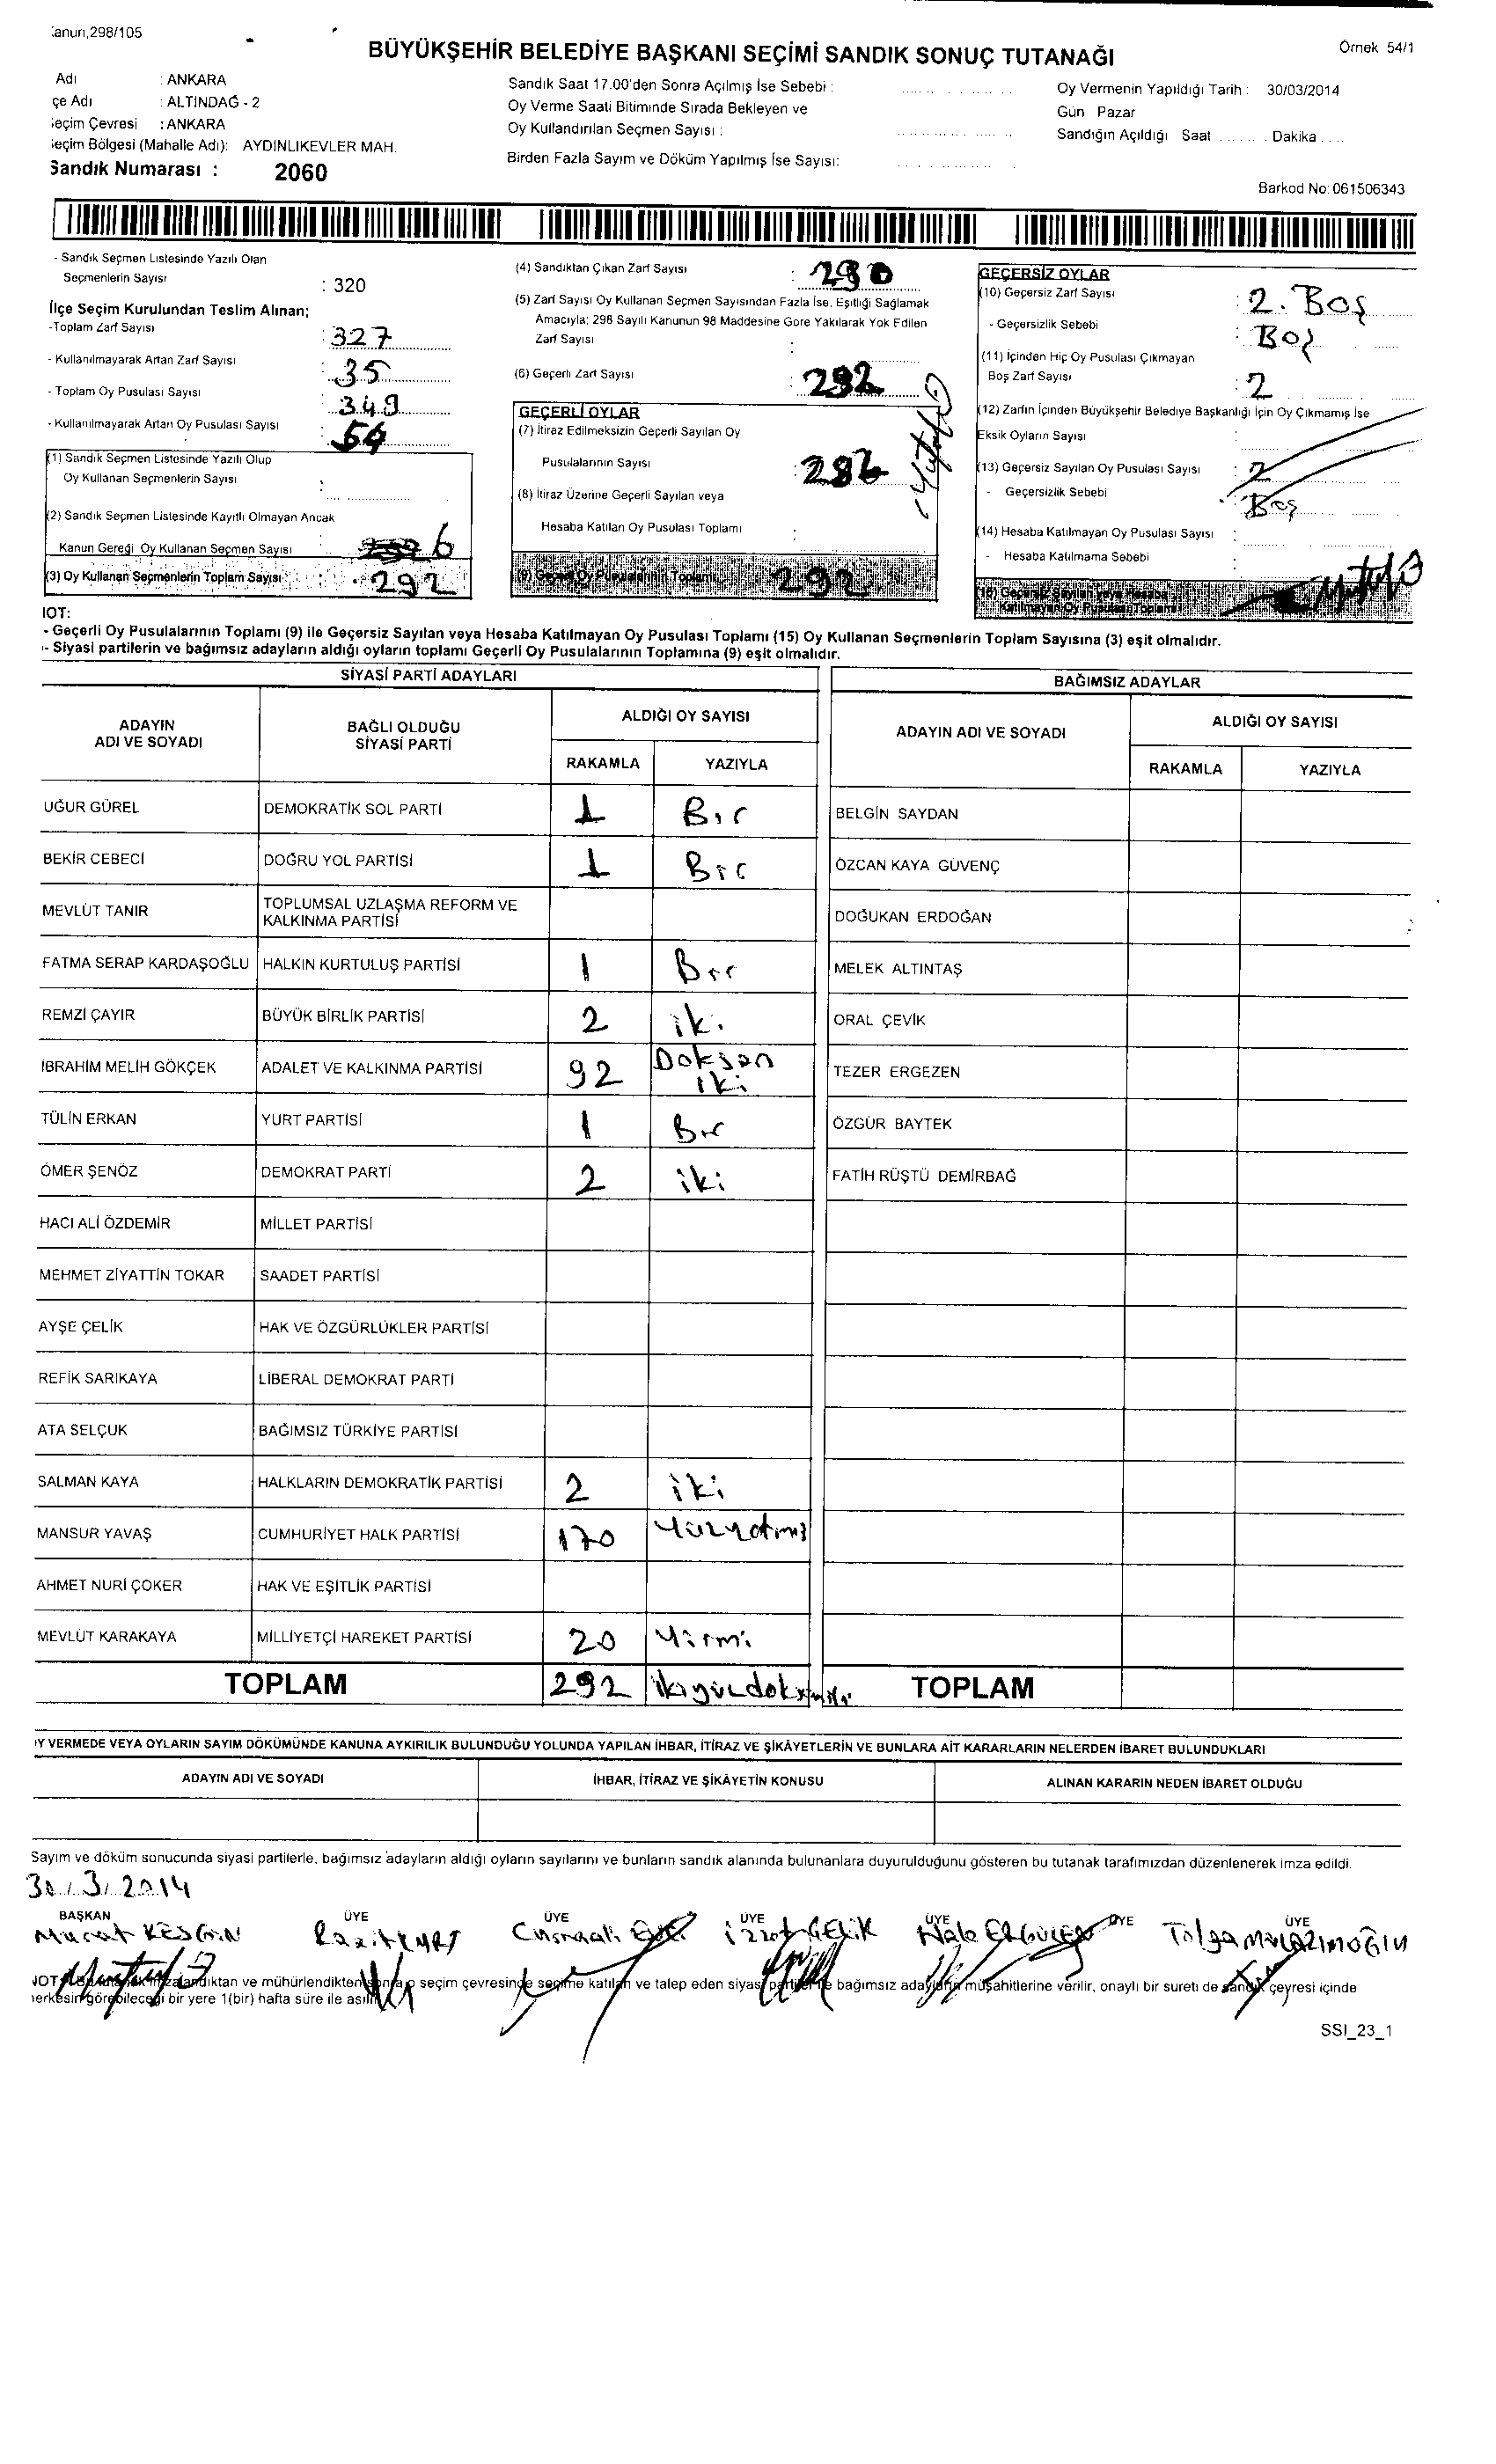 Kanun,298/105
BÜYÜKŞEHİR BELEDİYE BAŞKANI SEÇİMİ SANDIK SONUÇ TUTANAĞI
Örnek 54/1
Adı : ANKARA
çe Adı : ALTINDAĞ - 2
eçim Çevresi : ANKARA
eçim Bölgesi (Mahalle Adı): AYDINLIKEVLER MAH.
Sandık Numarası : 2060
Sandık Saat 17.00'den Sonra Açılmış İse Sebebi :
Oy Verme Saati Bitiminde Sırada Bekleyen ve
Oy Kullandırılan Seçmen Sayısı :
Birden Fazla Sayım ve Döküm Yapılmış İse Sayısı:
Oy Vermenin Yapıldığı Tarih : 30/03/2014
Gün Pazar
Sandığın Açıldığı Saat ........ Dakika ....
Barkod No: 061506343
- Sandık Seçmen Listesinde Yazılı Olan
Seçmenlerin Sayısı : 320
İlçe Seçim Kurulundan Teslim Alınan;
-Toplam Zarf Sayısı : 327
- Kullanılmayarak Artan Zarf Sayısı : 35
- Toplam Oy Pusulası Sayısı : 349
- Kullanılmayarak Artan Oy Pusulası Sayısı :
(1) Sandık Seçmen Listesinde Yazılı Olup
Oy Kullanan Seçmenlerin Sayısı :
(2) Sandık Seçmen Listesinde Kayıtlı Olmayan Ancak
Kanun Gereği Oy Kullanan Seçmen Sayısı : 6
(3) Oy Kullanan Seçmenlerin Toplam Sayısı : 292
(4) Sandıktan Çıkan Zarf Sayısı : 290
(5) Zarf Sayısı Oy Kullanan Seçmen Sayısından Fazla İse, Eşitliği Sağlamak
Amacıyla; 298 Sayılı Kanunun 98 Maddesine Göre Yakılarak Yok Edilen
Zarf Sayısı :
(6) Geçerli Zarf Sayısı : 292
GEÇERLİ OYLAR
(7) İtiraz Edilmeksizin Geçerli Sayılan Oy
Pusulalarının Sayısı :
(8) İtiraz Üzerine Geçerli Sayılan veya
Hesaba Katılan Oy Pusulası Toplamı :
(9) Geçerli Oy Pusulalarının Toplamı 292
GEÇERSİZ OYLAR
(10) Geçersiz Zarf Sayısı : 2. Boş
- Geçersizlik Sebebi : Boş
(11) İçinden Hiç Oy Pusulası Çıkmayan
Boş Zarf Sayısı : 2
(12) Zarfın İçinden Büyükşehir Belediye Başkanlığı İçin Oy Çıkmamış İse
Eksik Oyların Sayısı :
(13) Geçersiz Sayılan Oy Pusulası Sayısı : 2
- Geçersizlik Sebebi : Boş
(14) Hesaba Katılmayan Oy Pusulası Sayısı :
- Hesaba Katılmama Sebebi :
(15) Geçersiz Sayılan veya Hesaba
Katılmayan Oy Pusulası Toplamı
IOT:
- Geçerli Oy Pusulalarının Toplamı (9) ile Geçersiz Sayılan veya Hesaba Katılmayan Oy Pusulası Toplamı (15) Oy Kullanan Seçmenlerin Toplam Sayısına (3) eşit olmalıdır.
- Siyasi partilerin ve bağımsız adayların aldığı oyların toplamı Geçerli Oy Pusulalarının Toplamına (9) eşit olmalıdır.
SİYASİ PARTİ ADAYLARI
BAĞIMSIZ ADAYLAR
ADAYIN ADI VE SOYADI
BAĞLI OLDUĞU SİYASİ PARTİ
ALDIĞI OY SAYISI
RAKAMLA YAZIYLA
ADAYIN ADI VE SOYADI
ALDIĞI OY SAYISI
RAKAMLA YAZIYLA
UĞUR GÜREL DEMOKRATİK SOL PARTİ 1 Bir BELGİN SAYDAN
BEKİR CEBECİ DOĞRU YOL PARTİSİ 1 Bir ÖZCAN KAYA GÜVENÇ
MEVLÜT TANIR TOPLUMSAL UZLAŞMA REFORM VE KALKINMA PARTİSİ DOĞUKAN ERDOĞAN
FATMA SERAP KARDAŞOĞLU HALKIN KURTULUŞ PARTİSİ 1 Bir MELEK ALTINTAŞ
REMZİ ÇAYIR BÜYÜK BİRLİK PARTİSİ 2 iki ORAL ÇEVİK
İBRAHİM MELİH GÖKÇEK ADALET VE KALKINMA PARTİSİ 92 Doksan iki TEZER ERGEZEN
TÜLİN ERKAN YURT PARTİSİ 1 Bir ÖZGÜR BAYTEK
ÖMER ŞENÖZ DEMOKRAT PARTİ 2 iki FATİH RÜŞTÜ DEMİRBAĞ
HACI ALİ ÖZDEMİR MİLLET PARTİSİ
MEHMET ZİYATTİN TOKAR SAADET PARTİSİ
AYŞE ÇELİK HAK VE ÖZGÜRLÜKLER PARTİSİ
REFİK SARIKAYA LİBERAL DEMOKRAT PARTİ
ATA SELÇUK BAĞIMSIZ TÜRKİYE PARTİSİ
SALMAN KAYA HALKLARIN DEMOKRATİK PARTİSİ 2 iki
MANSUR YAVAŞ CUMHURİYET HALK PARTİSİ 170 Yüzyetmiş
AHMET NURİ ÇOKER HAK VE EŞİTLİK PARTİSİ
MEVLÜT KARAKAYA MİLLİYETÇİ HAREKET PARTİSİ 20 Yirmi
TOPLAM 292 ikiyüzdoksaniki TOPLAM
Y VERMEDE VEYA OYLARIN SAYIM DÖKÜMÜNDE KANUNA AYKIRILIK BULUNDUĞU YOLUNDA YAPILAN İHBAR, İTİRAZ VE ŞİKÂYETLERİN VE BUNLARA AİT KARARLARIN NELERDEN İBARET BULUNDUKLARI
ADAYIN ADI VE SOYADI İHBAR, İTİRAZ VE ŞİKÂYETİN KONUSU ALINAN KARARIN NEDEN İBARET OLDUĞU
Sayım ve döküm sonucunda siyasi partilerle, bağımsız adayların aldığı oyların sayılarını ve bunların sandık alanında bulunanlara duyurulduğunu gösteren bu tutanak tarafımızdan düzenlenerek imza edildi.
30/3/2014
BAŞKAN ÜYE ÜYE ÜYE ÜYE ÜYE ÜYE
Murat KESGİN Razi KURT İzzet ÇELİK Hale Tolga
seçim çevresinde seçime katılan ve talep eden siyasi partiler ile bağımsız adayların müşahitlerine verilir, onaylı bir sureti de sandık çevresi içinde
herkesin görebileceği bir yere 1(bir) hafta süre ile asılır.
SSI_23_1